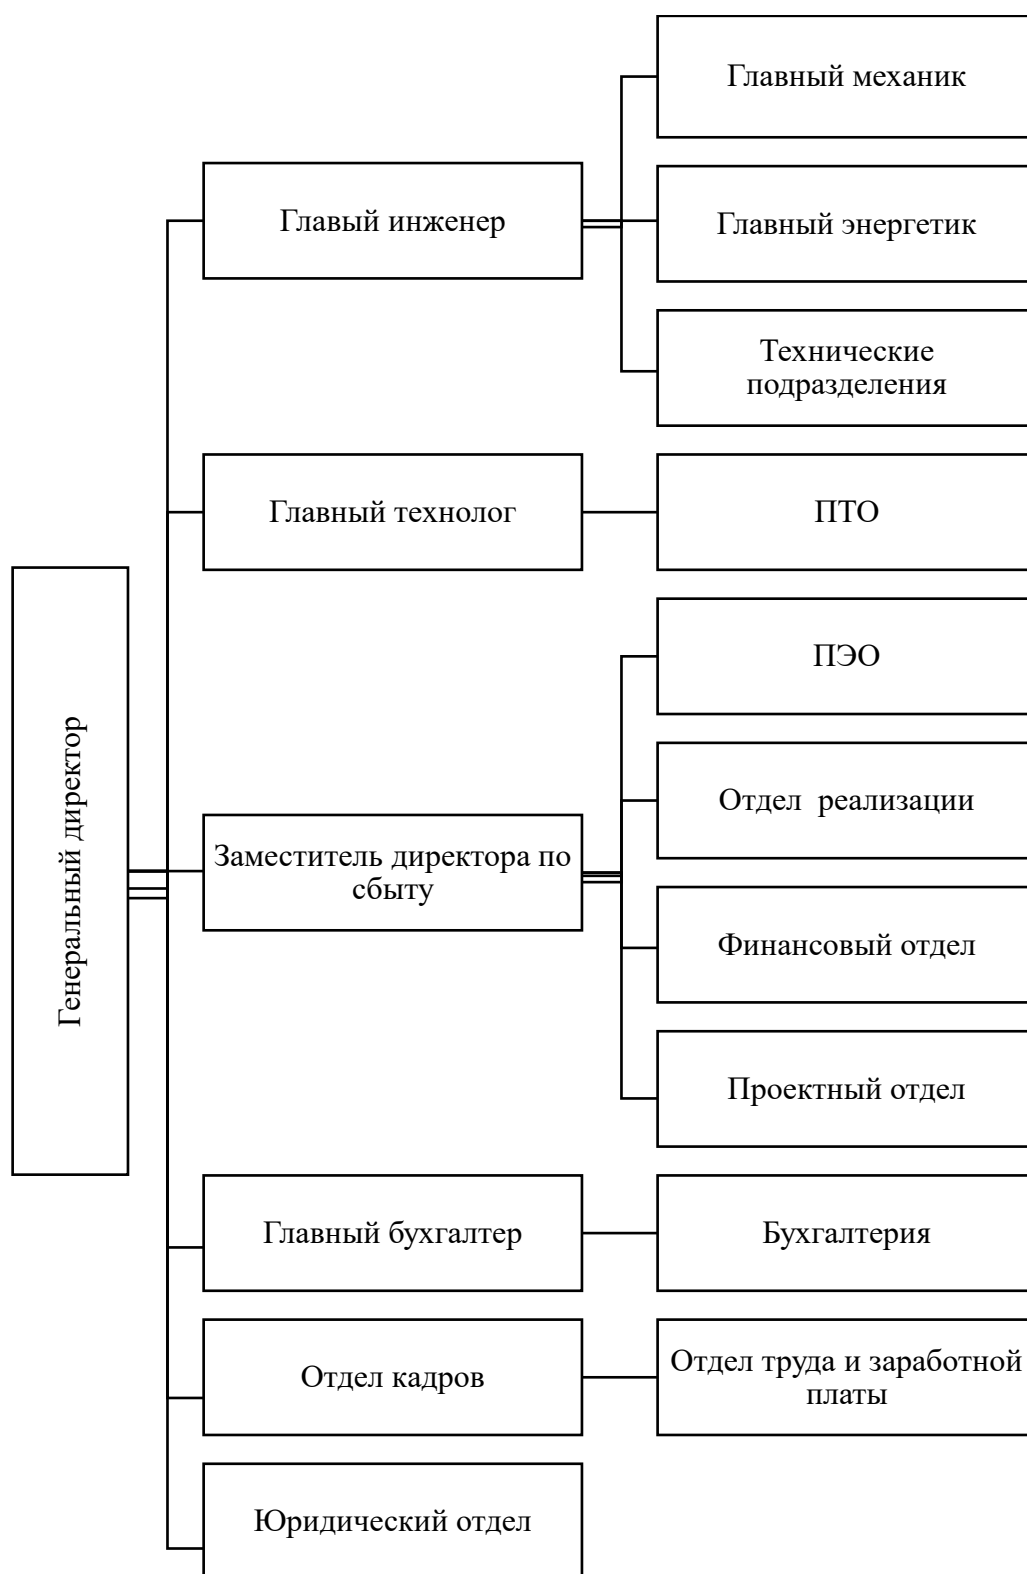 Главный механик
Главый инженер
Главный энергетик
Технические
подразделения
Главный технолог
ПТО
ПЭО
Генеральный директор
Отдел  реализации
Заместитель директора по
сбыту
Финансовый отдел
Проектный отдел
Главный бухгалтер
Бухгалтерия
Отдел кадров
Отдел труда и заработной
платы
Юридический отдел